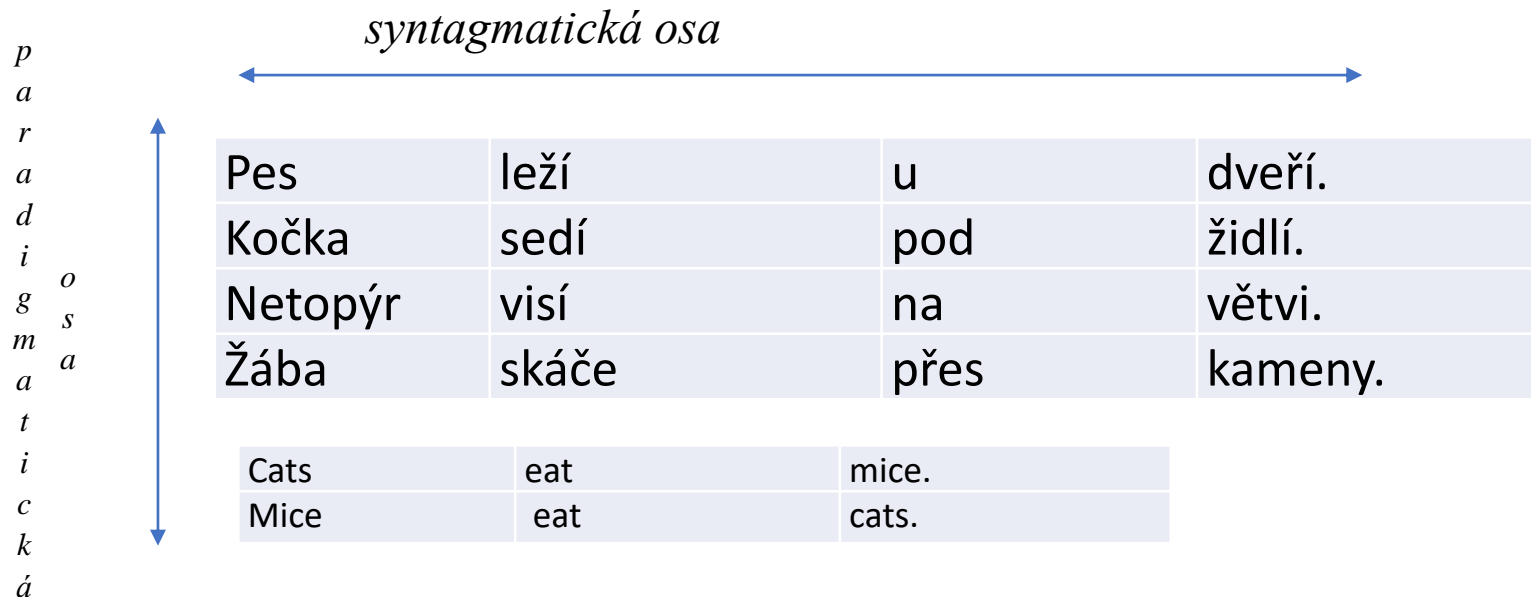 syntagmatická osa
paradigmatická
osa
Pes leží u dveří.
Kočka sedí pod židlí.
Netopýr visí na větvi.
Žába skáče přes kameny.
Cats eat mice.
Mice eat cats.